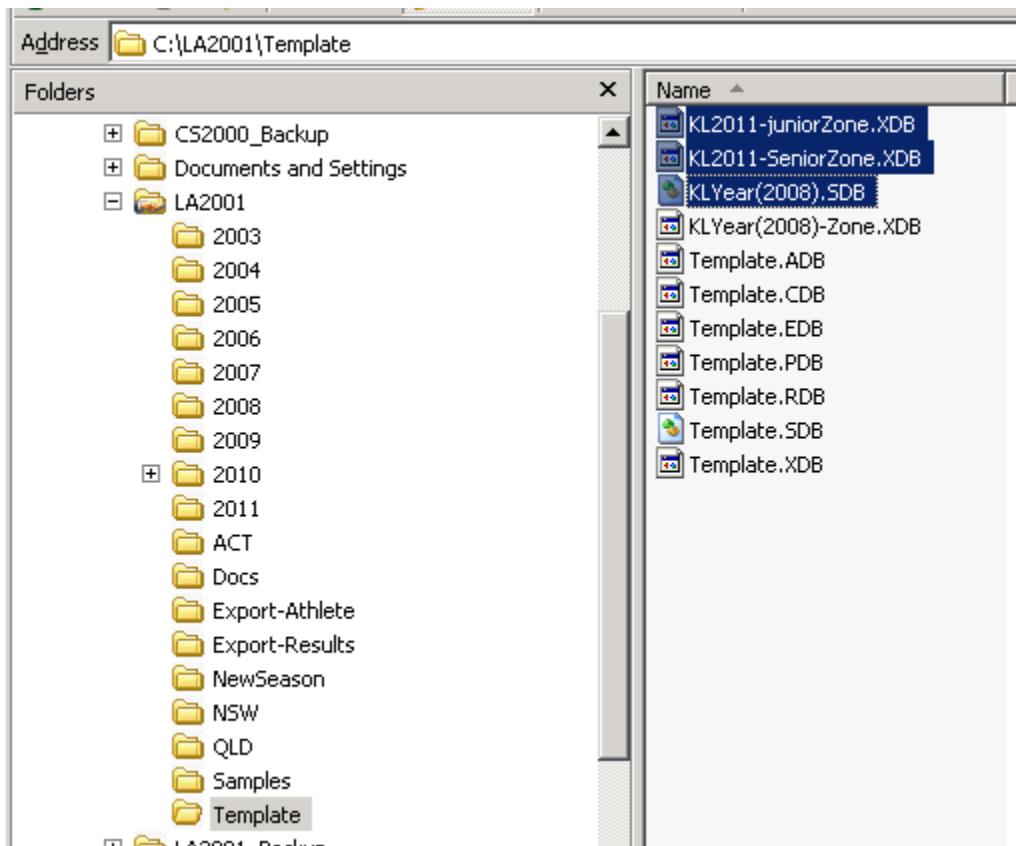 Address C:\LA2001\Template
Folders
CS2000_Backup
Documents and Settings
LA2001
2003
2004
2005
2006
2007
2008
2009
2010
2011
ACT
Docs
Export-Athlete
Export-Results
NewSeason
NSW
QLD
Samples
Template
LA2001_Backup
Name
KL2011-juniorZone.XDB
KL2011-SeniorZone.XDB
KLYear(2008).SDB
KLYear(2008)-Zone.XDB
Template.ADB
Template.CDB
Template.EDB
Template.PDB
Template.RDB
Template.SDB
Template.XDB